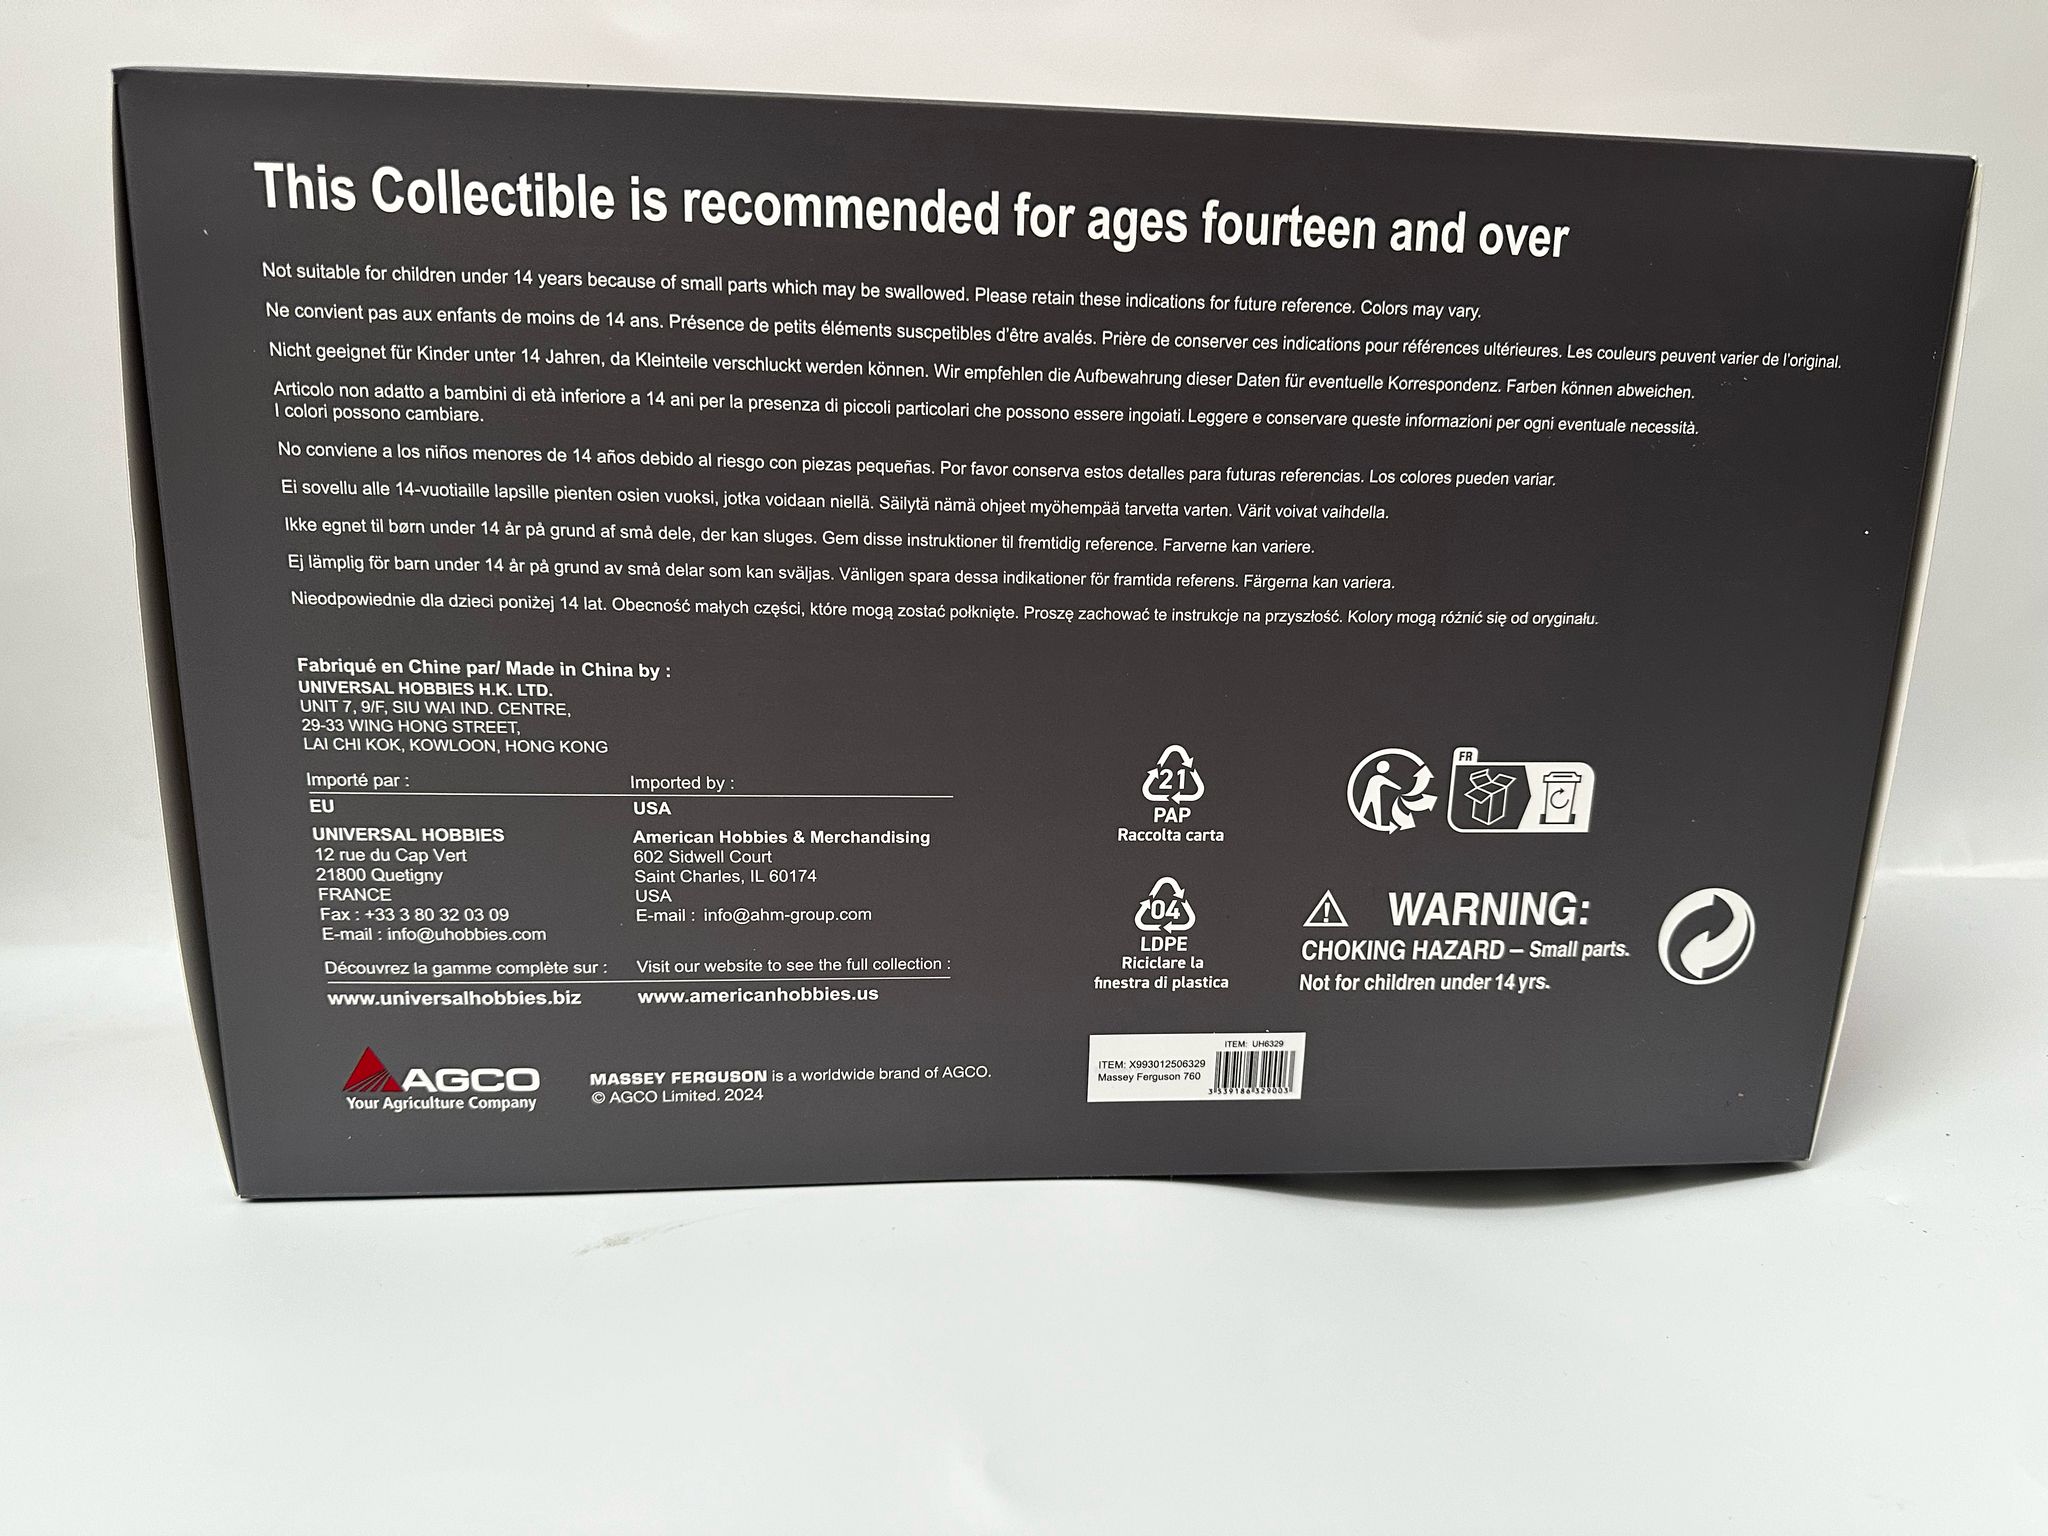 This Collectible is recommended for ages fourteen and over
Not suitable for children under 14 years because of small parts which may be swallowed. Please retain these indications for future reference. Colors may vary.
Ne convient pas aux enfants de moins de 14 ans. Présence de petits éléments suscpetibles d'être avalés. Prière de conserver ces indications pour références ultérieures. Les couleurs peuvent varier de l'original.
Nicht geeignet für Kinder unter 14 Jahren, da Kleinteile verschluckt werden können. Wir empfehlen die Aufbewahrung dieser Daten für eventuelle Korrespondenz. Farben können abweichen.
Articolo non adatto a bambini di età inferiore a 14 ani per la presenza di piccoli particolari che possono essere ingoiati. Leggere e conservare queste informazioni per ogni eventuale necessità.
I colori possono cambiare.
No conviene a los niños menores de 14 años debido al riesgo con piezas pequeñas. Por favor conserva estos detalles para futuras referencias. Los colores pueden variar.
Ei sovellu alle 14-vuotiaille lapsille pienten osien vuoksi, jotka voidaan niellä. Säilytä nämä ohjeet myöhempää tarvetta varten. Värit voivat vaihdella.
Ikke egnet til børn under 14 år på grund af små dele, der kan sluges. Gem disse instruktioner til fremtidig reference. Farverne kan variere.
Ej lämplig för barn under 14 år på grund av små delar som kan sväljas. Vänligen spara dessa indikationer för framtida referens. Färgerna kan variera.
Nieodpowiednie dla dzieci poniżej 14 lat. Obecność małych części, które mogą zostać połknięte. Proszę zachować te instrukcje na przyszłość. Kolory mogą różnić się od oryginału.
Fabriqué en Chine par/ Made in China by :
UNIVERSAL HOBBIES H.K. LTD.
UNIT 7, 9/F, SIU WAI IND. CENTRE,
29-33 WING HONG STREET,
LAI CHI KOK, KOWLOON, HONG KONG
Importé par :
EU
UNIVERSAL HOBBIES
12 rue du Cap Vert
21800 Quetigny
FRANCE
Fax : +33 3 80 32 03 09
E-mail : info@uhobbies.com
Découvrez la gamme complète sur :
www.universalhobbies.biz
Imported by :
USA
American Hobbies & Merchandising
602 Sidwell Court
Saint Charles, IL 60174
USA
E-mail : info@ahm-group.com
Visit our website to see the full collection :
www.americanhobbies.us
21
PAP
Raccolta carta
04
LDPE
Riciclare la
finestra di plastica
FR
WARNING:
CHOKING HAZARD – Small parts.
Not for children under 14 yrs.
AGCO
Your Agriculture Company
MASSEY FERGUSON is a worldwide brand of AGCO.
© AGCO Limited. 2024
ITEM: UH6329
ITEM: X993012506329
Massey Ferguson 760
3 539186 329003